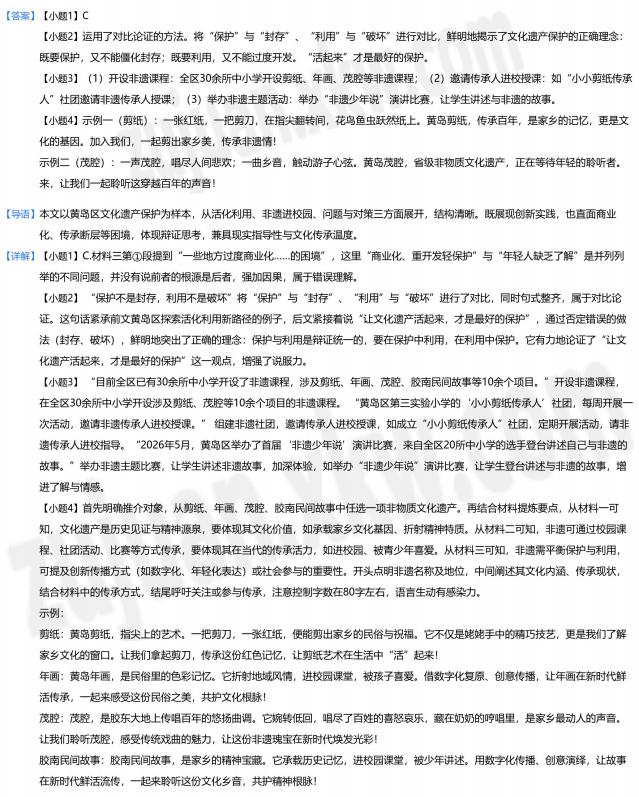 【答案】【小题1】C
【小题2】运用了对比论证的方法。将“保护”与“封存”、“利用”与“破坏”进行对比，鲜明地揭示了文化遗产保护的正确理念：
既要保护，又不能僵化封存；既要利用，又不能过度开发。“活起来”才是最好的保护。
【小题3】（1）开设非遗课程：全区30余所中小学开设剪纸、年画、茂腔等非遗课程；（2）邀请传承人进校授课：如“小小剪纸传承
人”社团邀请非遗传承人授课；（3）举办非遗主题活动：举办“非遗少年说”演讲比赛，让学生讲述与非遗的故事。
【小题4】示例一（剪纸）：一张红纸，一把剪刀，在指尖翻转间，花鸟鱼虫跃然纸上。黄岛剪纸，传承百年，是家乡的记忆，更是文
化的基因。加入我们，一起剪出家乡美，传承非遗情！
示例二（茂腔）：一声茂腔，唱尽人间悲欢；一曲乡音，触动游子心弦。黄岛茂腔，省级非物质文化遗产，正在等待年轻的聆听者。
来，让我们一起聆听这穿越百年的声音！
【导语】本文以黄岛区文化遗产保护为样本，从活化利用、非遗进校园、问题与对策三方面展开，结构清晰。既展现创新实践，也直面商业
化、传承断层等困境，体现辩证思考，兼具现实指导性与文化传承温度。
【详解】【小题1】C.材料三第①段提到“一些地方过度商业化……的困境”，这里“商业化、重开发轻保护”与“年轻人缺乏了解”是并列列
举的不同问题，并没有说前者的根源是后者，强加因果，属于错误理解。
【小题2】 “保护不是封存，利用不是破坏”将“保护”与“封存”、“利用”与“破坏”进行了对比，同时句式整齐，属于对比论
证。这句话紧承前文黄岛区探索活化利用新路径的例子，后文紧接着说“让文化遗产活起来，才是最好的保护”，通过否定错误的做
法（封存、破坏），鲜明地突出了正确的理念：保护与利用是辩证统一的，要在保护中利用，在利用中保护。它有力地论证了“让文
化遗产活起来，才是最好的保护”这一观点，增强了说服力。
【小题3】 “目前全区已有30余所中小学开设了非遗课程，涉及剪纸、年画、茂腔、胶南民间故事等10余个项目。”开设非遗课程，
在全区30余所中小学开设涉及剪纸、茂腔等10余个项目的非遗课程。 “黄岛区第三实验小学的‘小小剪纸传承人’社团，每周开展一
次活动，邀请非遗传承人进校授课。” 组建非遗社团，邀请传承人进校授课，如成立“小小剪纸传承人”社团，定期开展活动，请非
遗传承人进校指导。“2026年5月，黄岛区举办了首届‘非遗少年说’演讲比赛，来自全区20所中小学的选手登台讲述自己与非遗的
故事。”举办非遗主题比赛，让学生讲述非遗故事，加深体验，如举办“非遗少年说”演讲比赛，让学生登台讲述与非遗的故事，增
进了解与情感。
【小题4】首先明确推介对象，从剪纸、年画、茂腔、胶南民间故事中任选一项非物质文化遗产。再结合材料提炼要点，从材料一可
知，文化遗产是历史见证与精神源泉，要体现其文化价值，如承载家乡文化基因、折射精神特质。从材料二可知，非遗可通过校园课
程、社团活动、比赛等方式传承，要体现其在当代的传承活力，如进校园、被青少年喜爱。从材料三可知，非遗需平衡保护与利用，
可提及创新传播方式（如数字化、年轻化表达）或社会参与的重要性。开头点明非遗名称及地位，中间阐述其文化内涵、传承现状，
结合材料中的传承方式，结尾呼吁关注或参与传承，注意控制字数在80字左右，语言生动有感染力。
示例：
剪纸：黄岛剪纸，指尖上的艺术。一把剪刀，一张红纸，便能剪出家乡的民俗与祝福。它不仅是姥姥手中的精巧技艺，更是我们了解
家乡文化的窗口。让我们拿起剪刀，传承这份红色记忆，让剪纸艺术在生活中“活”起来！
年画：黄岛年画，是民俗里的色彩记忆。它折射地域风情，进校园课堂，被孩子喜爱。借数字化复原、创意传播，让年画在新时代鲜
活传承，一起来感受这份民俗之美，共护文化根脉！
茂腔：茂腔，是胶东大地上传唱百年的悠扬曲调。它婉转低回，唱尽了百姓的喜怒哀乐，藏在奶奶的哼唱里，是家乡最动人的声音。
让我们聆听茂腔，感受传统戏曲的魅力，让这份非遗瑰宝在新时代焕发光彩！
胶南民间故事：胶南民间故事，是家乡的精神宝藏。它承载历史记忆，进校园课堂，被少年讲述。用数字化传播、创意演绎，让故事
在新时代鲜活流传，一起来聆听这份文化乡音，共护精神根脉！